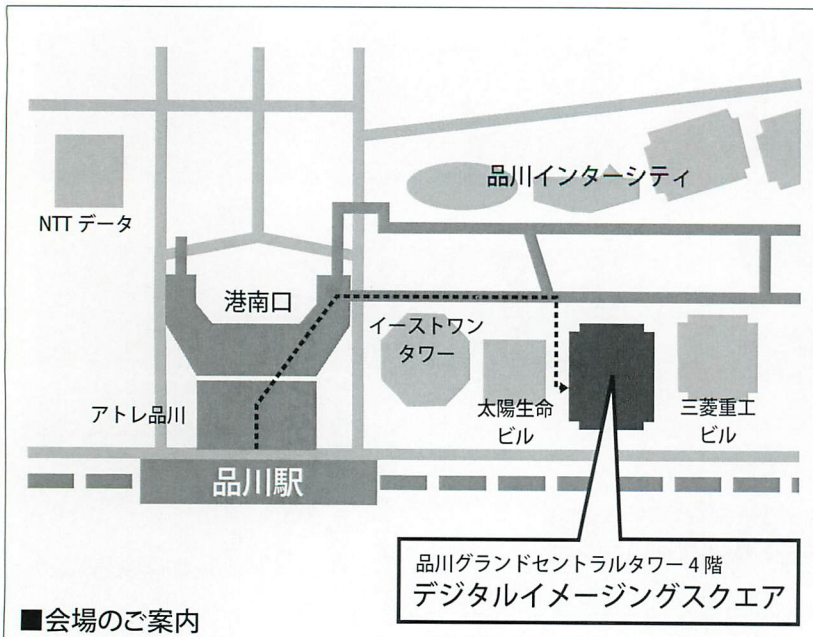 品川インターシティ
NTT データ
港南口
イーストワン
タワー
アトレ品川
太陽生命
ビル
三菱重工
ビル
品川駅
品川グランドセントラルタワー 4 階
デジタルイメージングスクエア
■会場のご案内